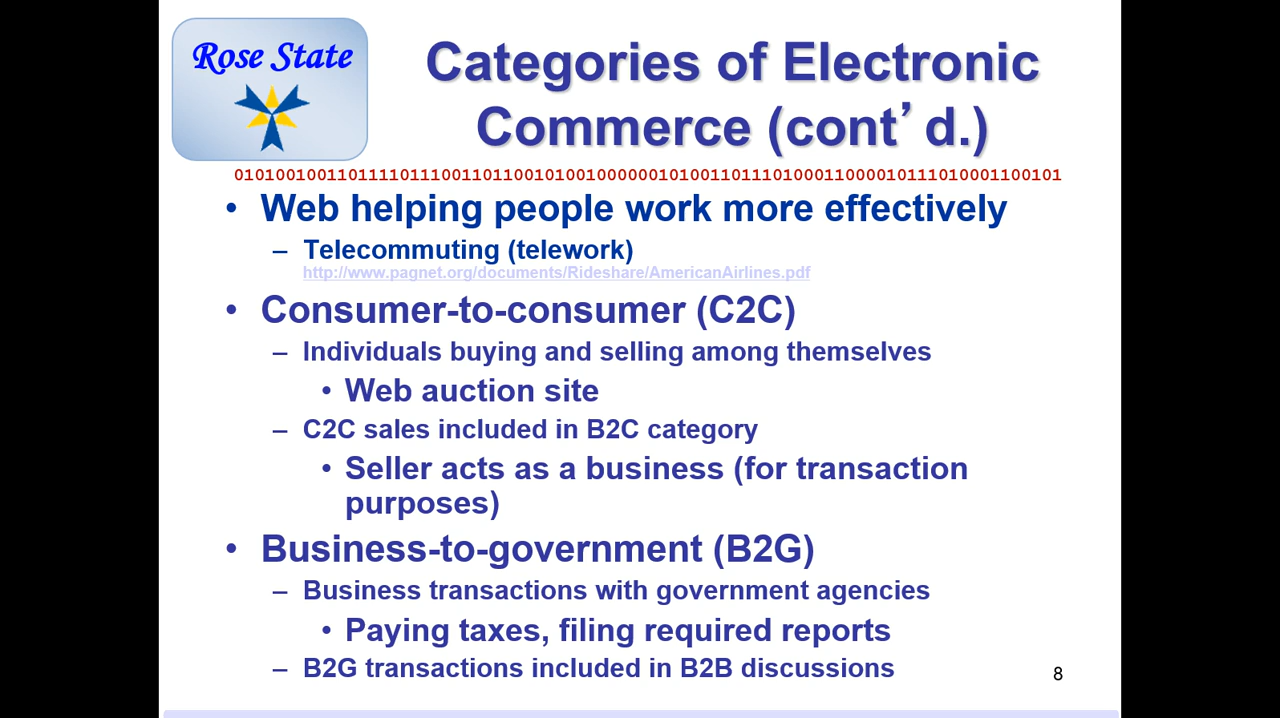 Rose State
Categories of Electronic
Commerce (cont’d.)
01010010011011110111001101100101001000000101001101110100011000010111010001100101
• Web helping people work more effectively
– Telecommuting (telework)
http://www.pagnet.org/documents/Rideshare/AmericanAirlines.pdf
• Consumer-to-consumer (C2C)
– Individuals buying and selling among themselves
• Web auction site
– C2C sales included in B2C category
• Seller acts as a business (for transaction
purposes)
• Business-to-government (B2G)
– Business transactions with government agencies
• Paying taxes, filing required reports
– B2G transactions included in B2B discussions
8